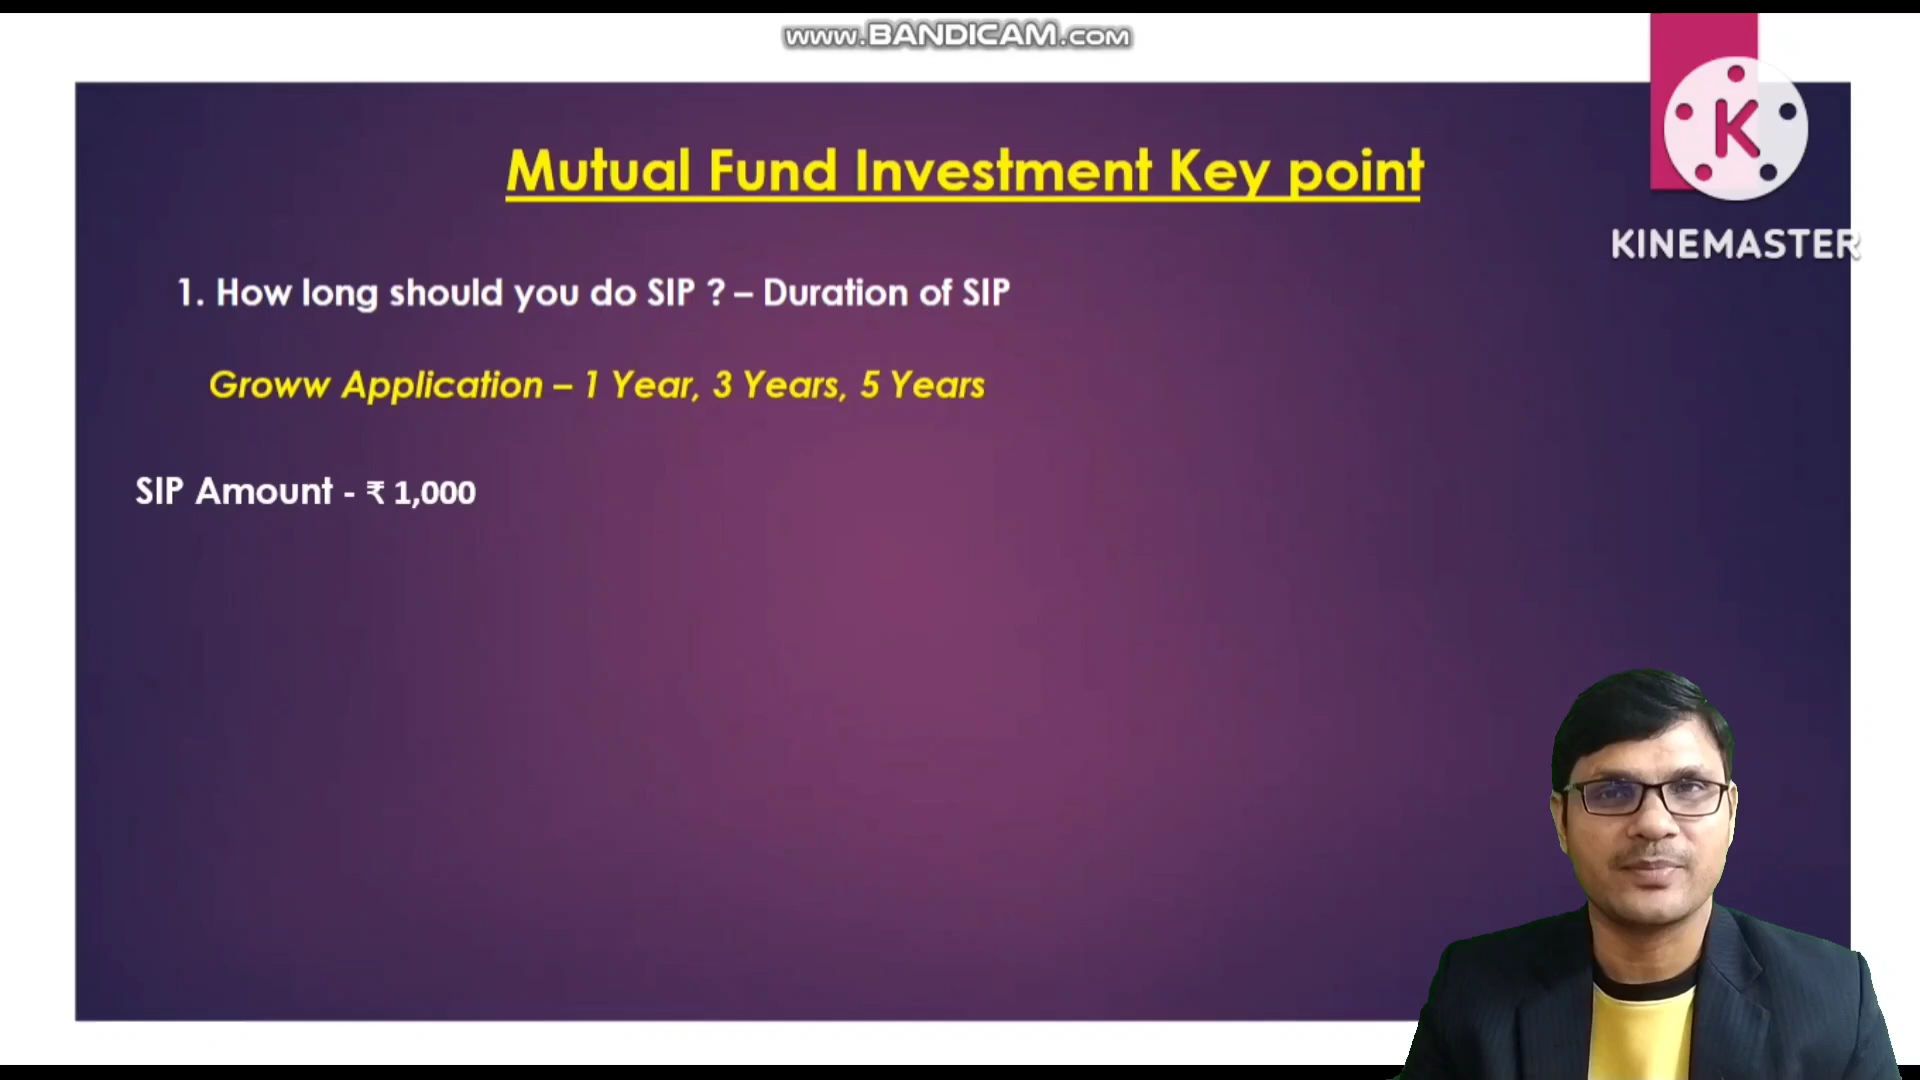 www.BANDICAM.com
K
KINEMASTER
Mutual Fund Investment Key point
1. How long should you do SIP ? – Duration of SIP
Groww Application – 1 Year, 3 Years, 5 Years
SIP Amount - ₹ 1,000